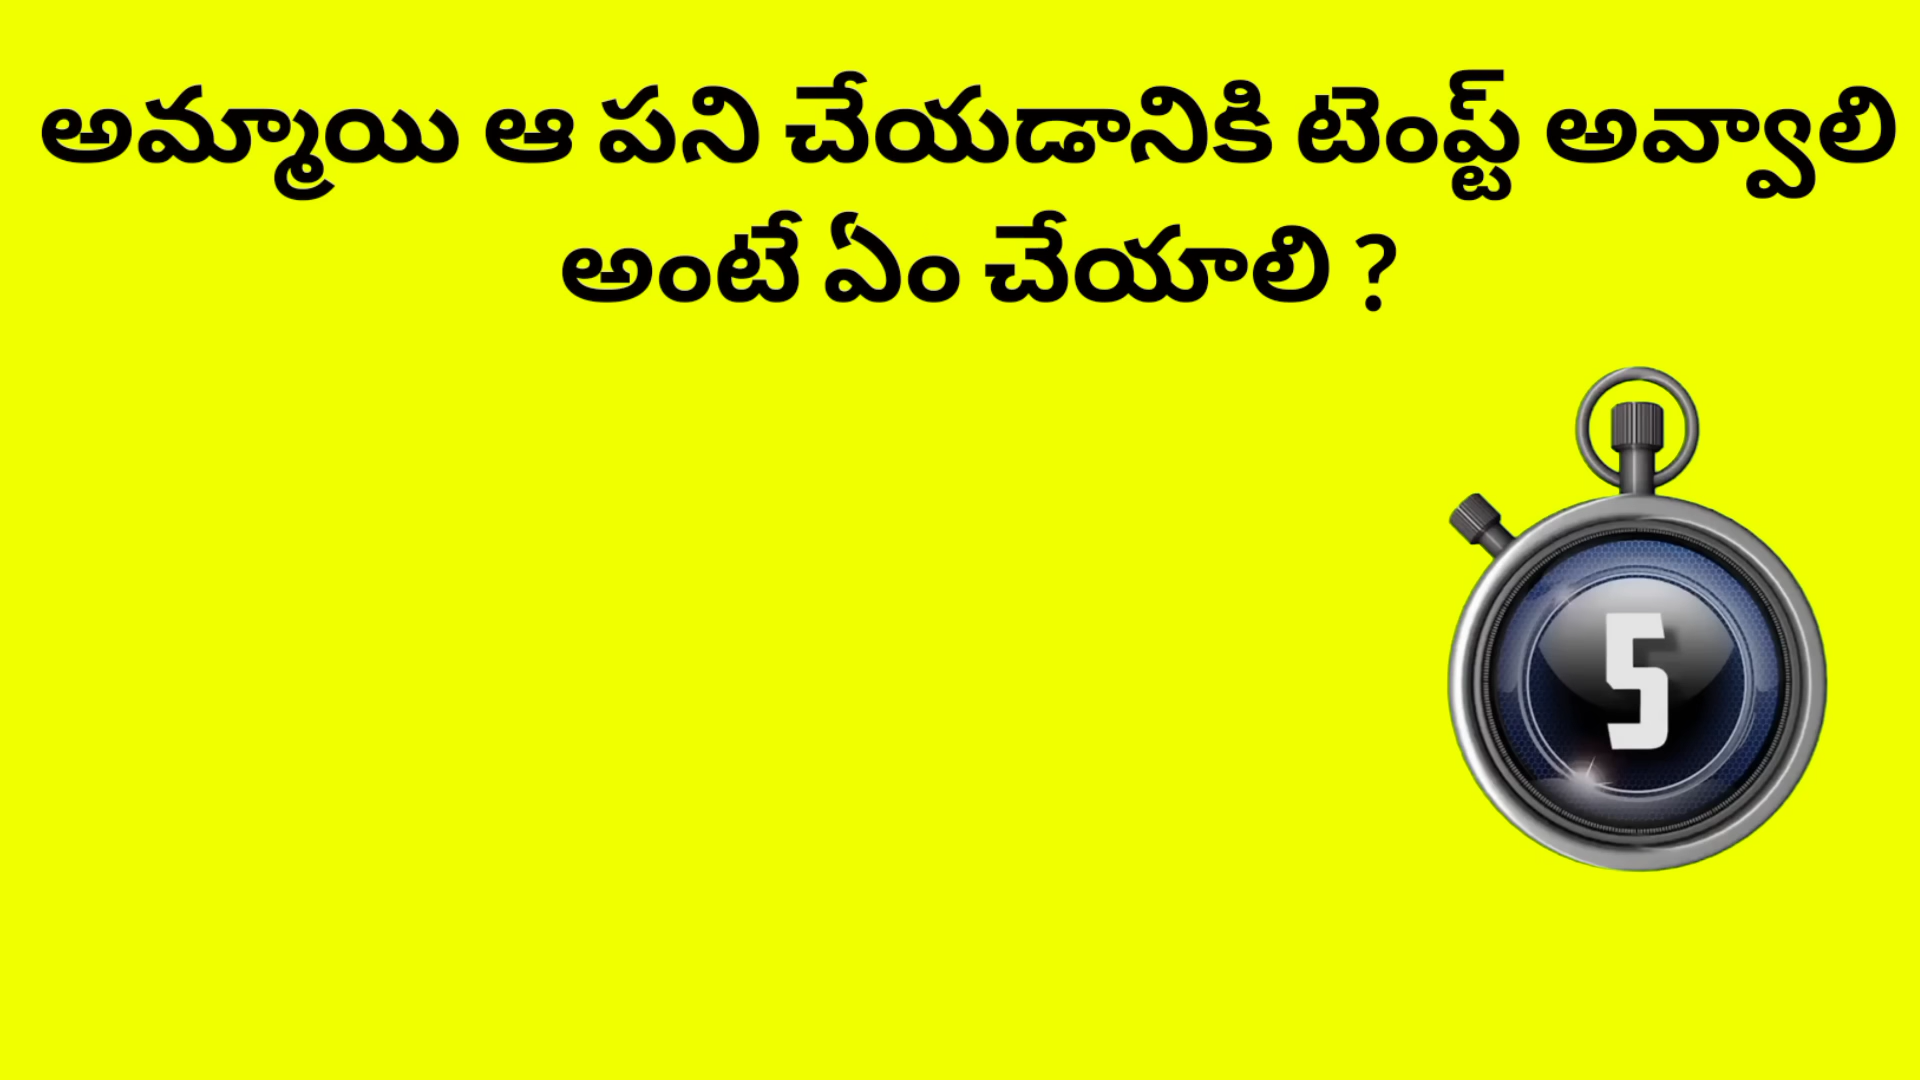 అమ్మాయి ఆ పని చేయడానికి టెంప్ట్ అవ్వాలి
అంటే ఏం చేయాలి ?
5